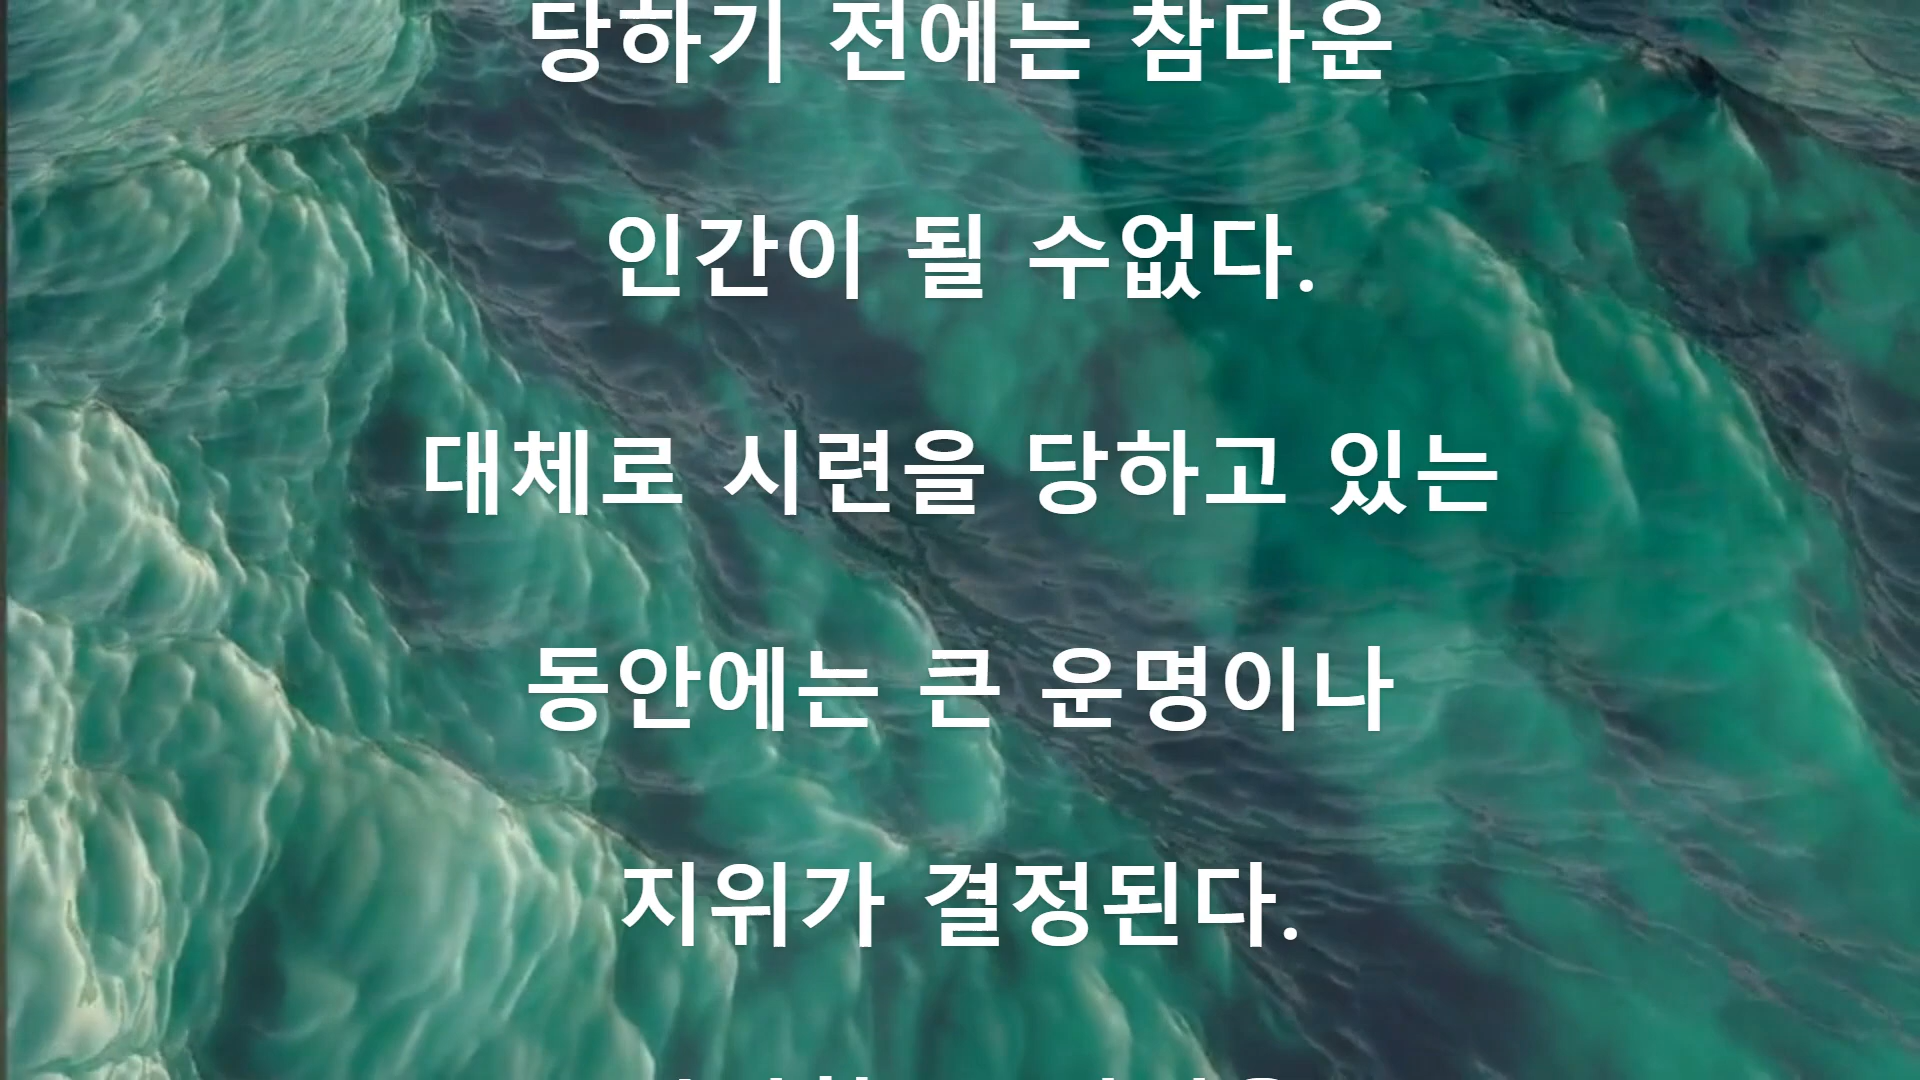 당하기 전에는 참다운
인간이 될 수없다.
대체로 시련을 당하고 있는
동안에는 큰 운명이나
지위가 결정된다.